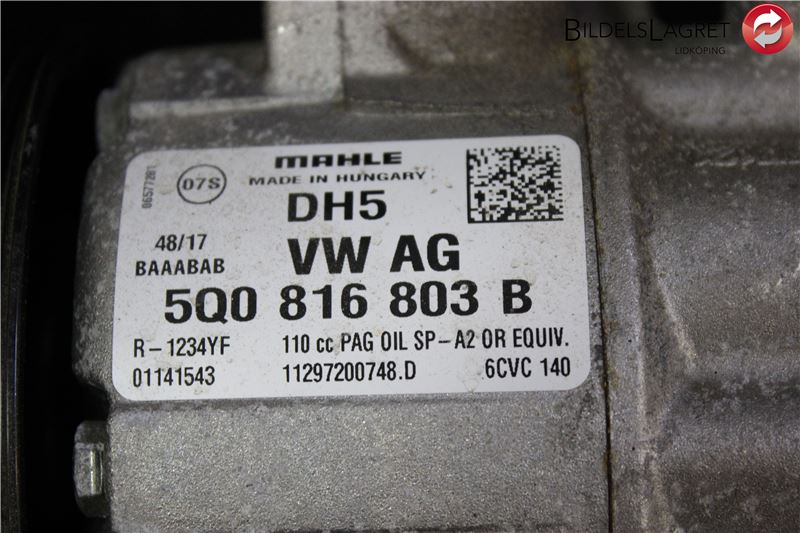 BILDELSLAGRET
LIDKÖPING
MAHLE
MADE IN HUNGARY
07S
DH5
48/17
BAAABAB
VW AG
5Q0 816 803 B
R-1234YF 110 cc PAG OIL SP-A2 OR EQUIV.
01141543 11297200748.D 6CVC 140